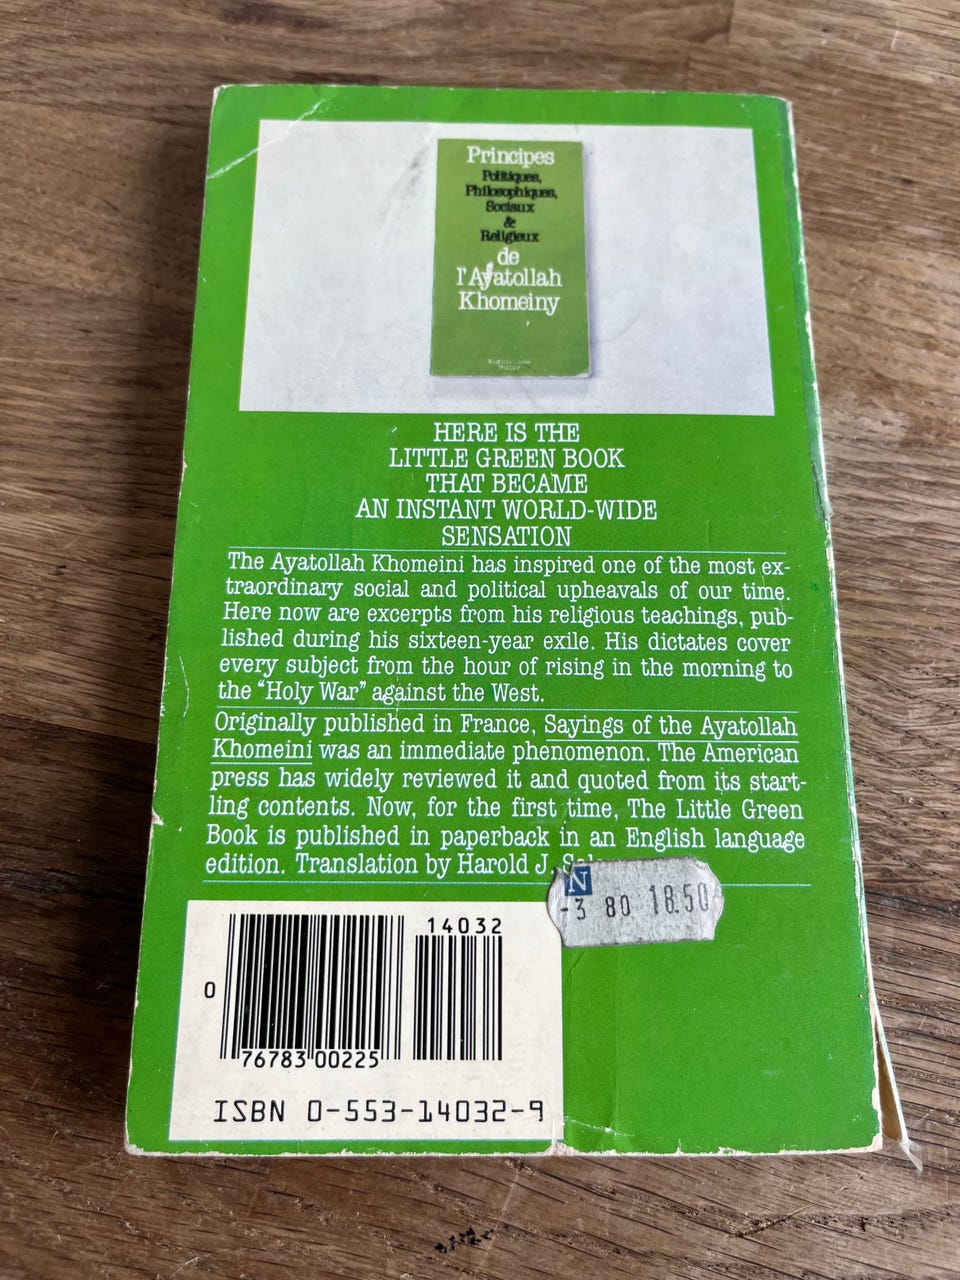 Principes
Politiques,
Philosophiques,
Sociaux
&
Religieux
de
l'Ayatollah
Khomeiny
HERE IS THE
LITTLE GREEN BOOK
THAT BECAME
AN INSTANT WORLD-WIDE
SENSATION
The Ayatollah Khomeini has inspired one of the most ex-
traordinary social and political upheavals of our time.
Here now are excerpts from his religious teachings, pub-
lished during his sixteen-year exile. His dictates cover
every subject from the hour of rising in the morning to
the "Holy War" against the West.
Originally published in France, Sayings of the Ayatollah
Khomeini was an immediate phenomenon. The American
press has widely reviewed it and quoted from its start-
ling contents. Now, for the first time, The Little Green
Book is published in paperback in an English language
edition. Translation by Harold J.
N
-3 80 18.50
14032
0
76783 00225
ISBN 0-553-14032-9